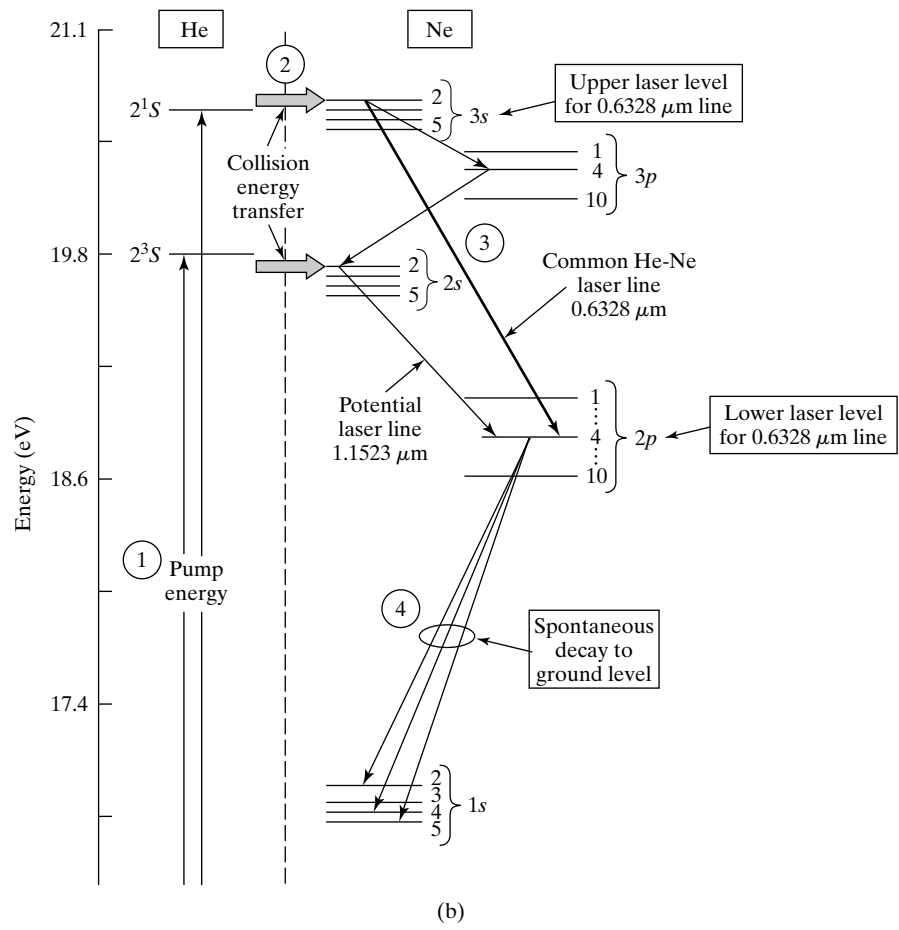 21.1
He
Ne
2
2¹S
2
5
3s
Upper laser level
for 0.6328 μm line
Collision
energy
transfer
1
4
10
3p
3
19.8
2³S
2
5
2s
Common He-Ne
laser line
0.6328 μm
Potential
laser line
1.1523 μm
1
4
10
2p
Lower laser level
for 0.6328 μm line
Energy (eV)
18.6
1
Pump
energy
4
Spontaneous
decay to
ground level
17.4
2
3
4
5
1s
(b)